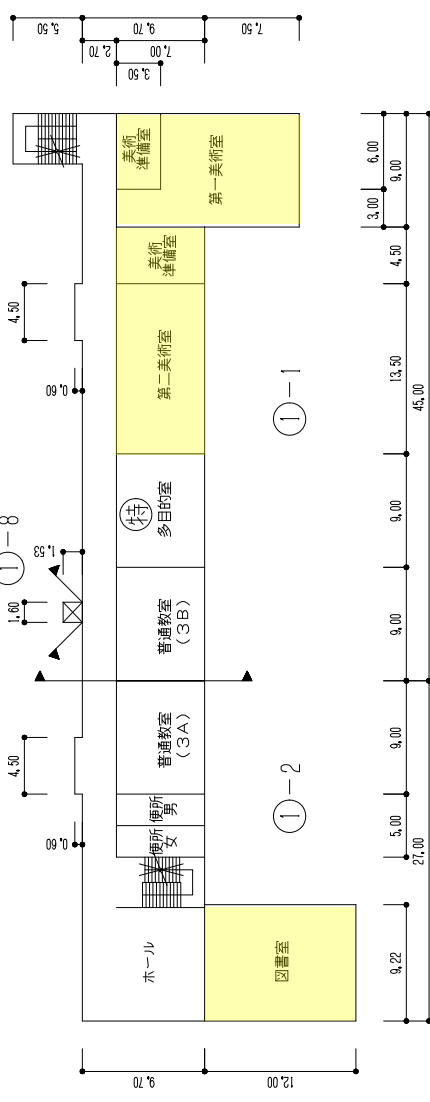 5.50
9.70
7.50
2.70
7.00
3.50
美術
準備室
第一美術室
6.00
3.00
9.00
美術
準備室
4.50
4.50
第二美術室
0.60
13.50
①-1
45.00
特
多目的室
9.00
①-8
1.53
1.60
普通教室
(3B)
9.00
普通教室
(3A)
9.00
4.50
①-2
便所
男
便所
女
5.00
0.60
27.00
ホール
図書室
9.22
9.70
12.00